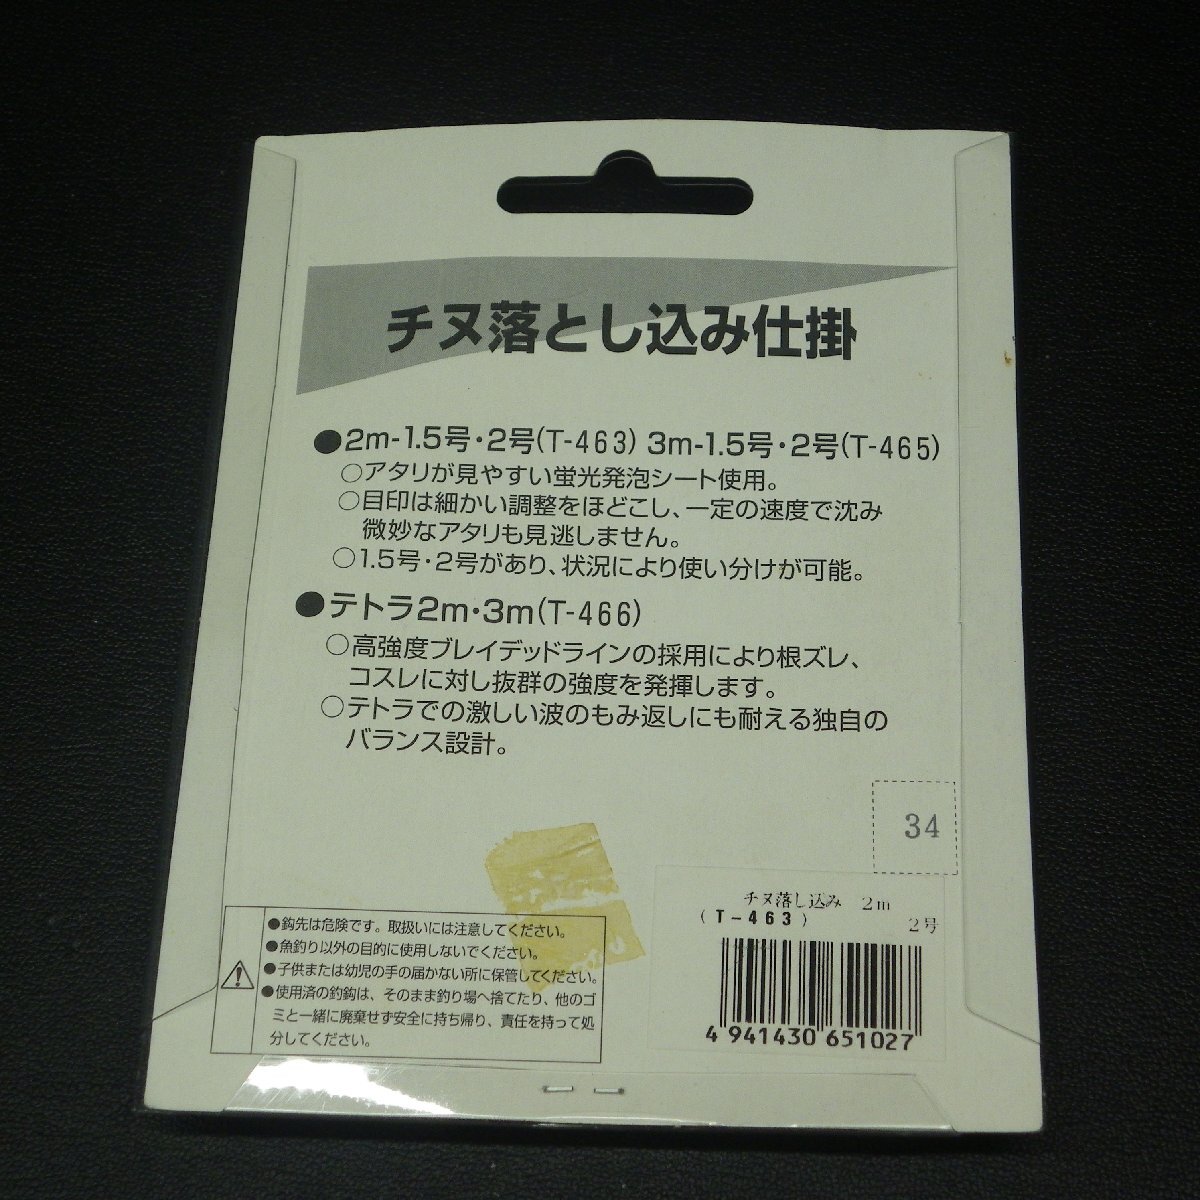 チヌ落とし込み仕掛
●2m-1.5号・2号(T-463) 3m-1.5号・2号(T-465)
○アタリが見やすい蛍光発泡シート使用。
○目印は細かい調整をほどこし、一定の速度で沈み
微妙なアタリも見逃しません。
○1.5号・2号があり、状況により使い分けが可能。
●テトラ2m・3m(T-466)
○高強度ブレイデッドラインの採用により根ズレ、
コスレに対し抜群の強度を発揮します。
○テトラでの激しい波のもみ返しにも耐える独自の
バランス設計。
34
●鈎先は危険です。取扱いには注意してください。
●魚釣り以外の目的に使用しないでください。
●子供または幼児の手の届かない所に保管してください。
●使用済の釣鈎は、そのまま釣り場へ捨てたり、他のゴ
ミと一緒に廃棄せず安全に持ち帰り、責任を持って処
分してください。
チヌ落し込み 2m
(T-463) 2号
4 941430 651027